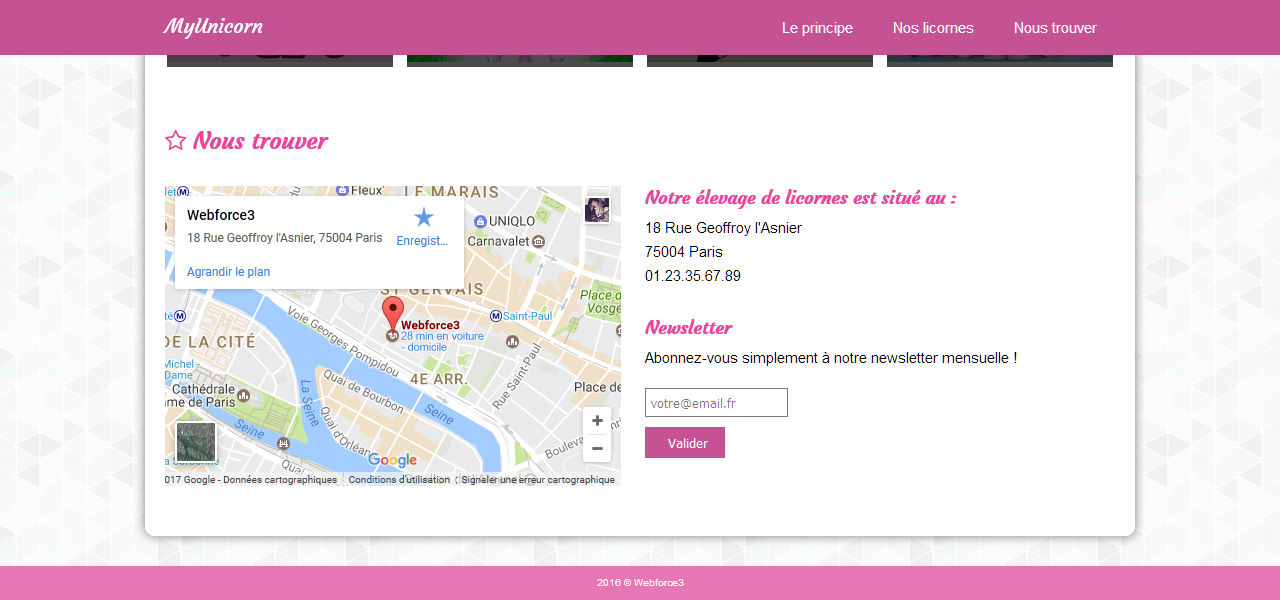 MyUnicorn
Le principe
Nos licornes
Nous trouver
Nous trouver
Fleux'
LE MARAIS
Webforce3
18 Rue Geoffroy l'Asnier, 75004 Paris
Enregist...
Agrandir le plan
UNIQLO
Carnavalet
ST GERVAIS
Place d
Vosge
Voie Georges Pompidou
Webforce3
28 min en voiture
- domicile
Saint-Paul
DE LA CITÉ
Michel -
Dame
Cathédrale
me de Paris
La Seine
Quai de Bourbon
4E ARR.
Rue Saint-Paul
Place de
Seine
Seine
Quai d'Orléan
Quai
Boulev
Google
017 Google - Données cartographiques
Conditions d'utilisation
Signaler une erreur cartographique
Notre élevage de licornes est situé au :
18 Rue Geoffroy l'Asnier
75004 Paris
01.23.35.67.89
Newsletter
Abonnez-vous simplement à notre newsletter mensuelle !
votre@email.fr
Valider
2016 © Webforce3